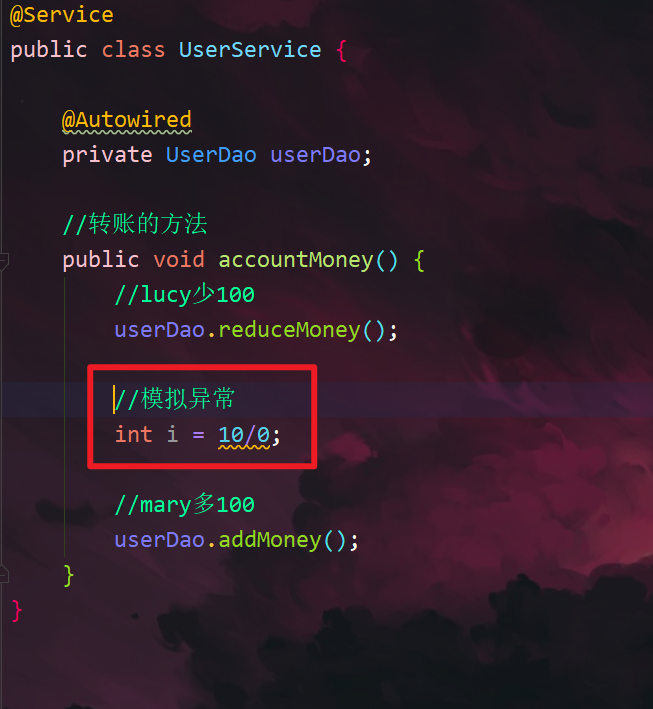 @Service
public class UserService {
@Autowired
private UserDao userDao;
//转账的方法
public void accountMoney() {
//lucy少100
userDao.reduceMoney();
//模拟异常
int i = 10/0;
//mary多100
userDao.addMoney();
}
}